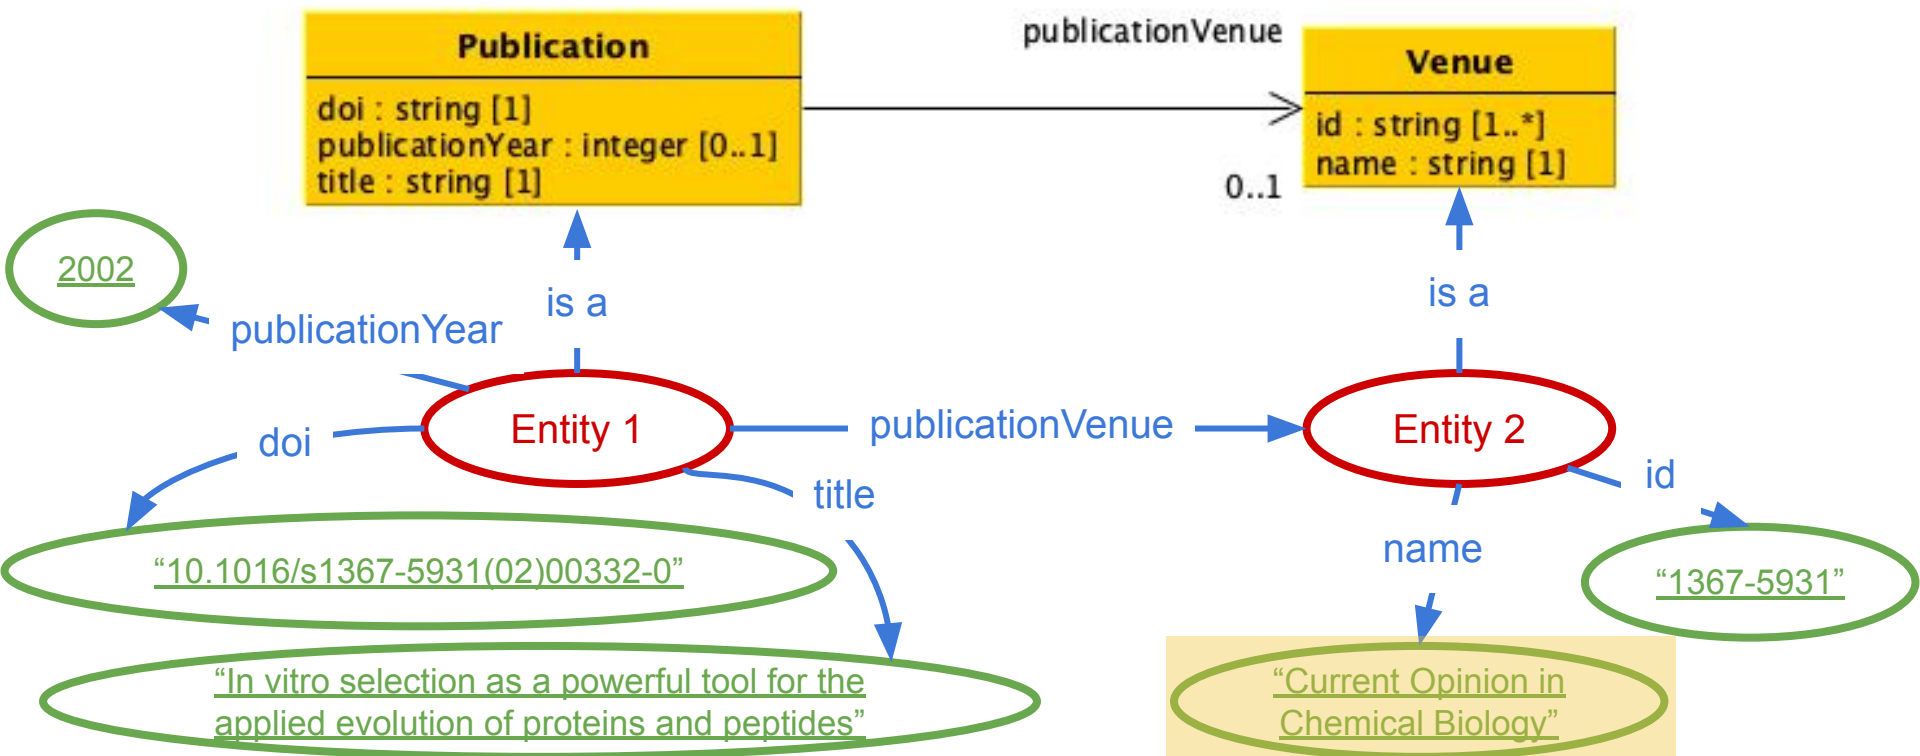 Publication
doi : string [1]
publicationYear : integer [0..1]
title : string [1]
publicationVenue
0..1
Venue
id : string [1..*]
name : string [1]
2002
publicationYear
is a
is a
Entity 1
publicationVenue
Entity 2
doi
title
id
name
“10.1016/s1367-5931(02)00332-0”
“1367-5931”
“In vitro selection as a powerful tool for the
applied evolution of proteins and peptides”
“Current Opinion in
Chemical Biology”